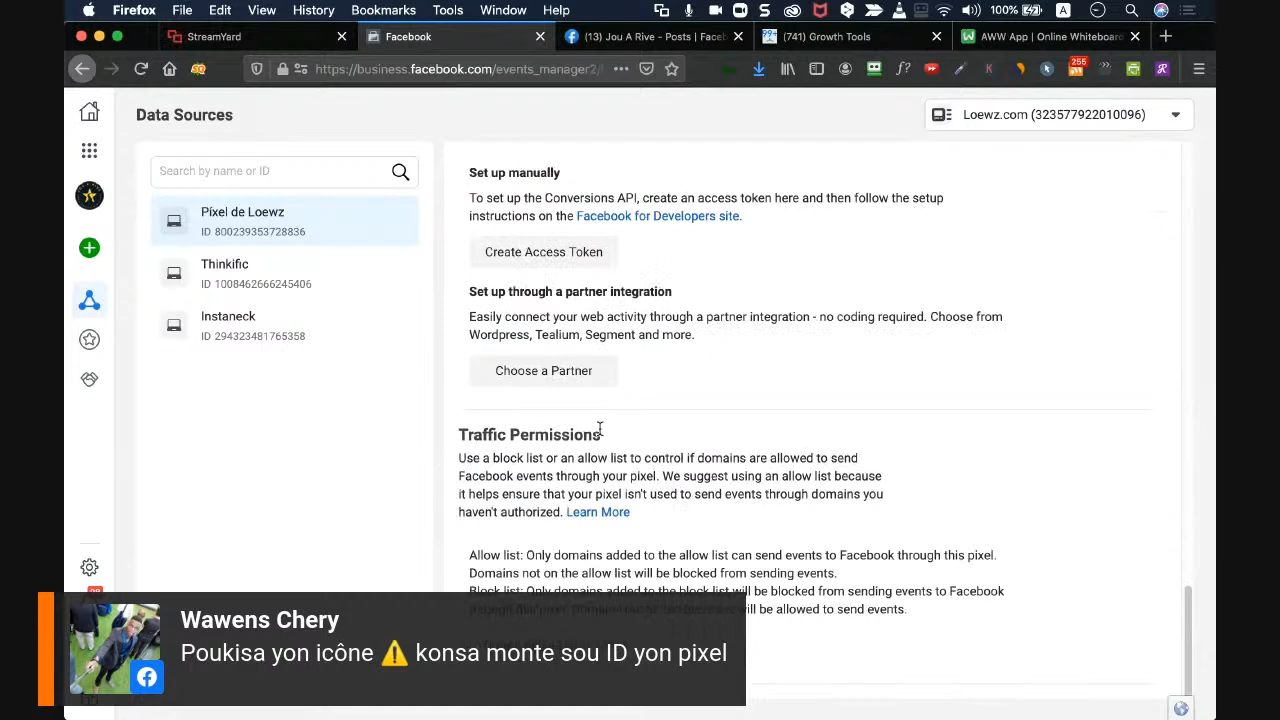 Firefox File Edit View History Bookmarks Tools Window Help 100%
StreamYard
Facebook
(13) Jou A Rive - Posts | Faceb
(741) Growth Tools
AWW App | Online Whiteboard
https://business.facebook.com/events_manager2/
255
Data Sources
Loewz.com (323577922010096)
Search by name or ID
Píxel de Loewz
ID 800239353728836
Thinkific
ID 1008462666245406
Instaneck
ID 294323481765358
Set up manually
To set up the Conversions API, create an access token here and then follow the setup
instructions on the Facebook for Developers site.
Create Access Token
Set up through a partner integration
Easily connect your web activity through a partner integration - no coding required. Choose from
Wordpress, Tealium, Segment and more.
Choose a Partner
Traffic Permissions
Use a block list or an allow list to control if domains are allowed to send
Facebook events through your pixel. We suggest using an allow list because
it helps ensure that your pixel isn't used to send events through domains you
haven't authorized. Learn More
Allow list: Only domains added to the allow list can send events to Facebook through this pixel.
Domains not on the allow list will be blocked from sending events.
Block list: Only domains added to the block list will be blocked from sending events to Facebook
will be allowed to send events.
Wawens Chery
Poukisa yon icône ⚠️ konsa monte sou ID yon pixel